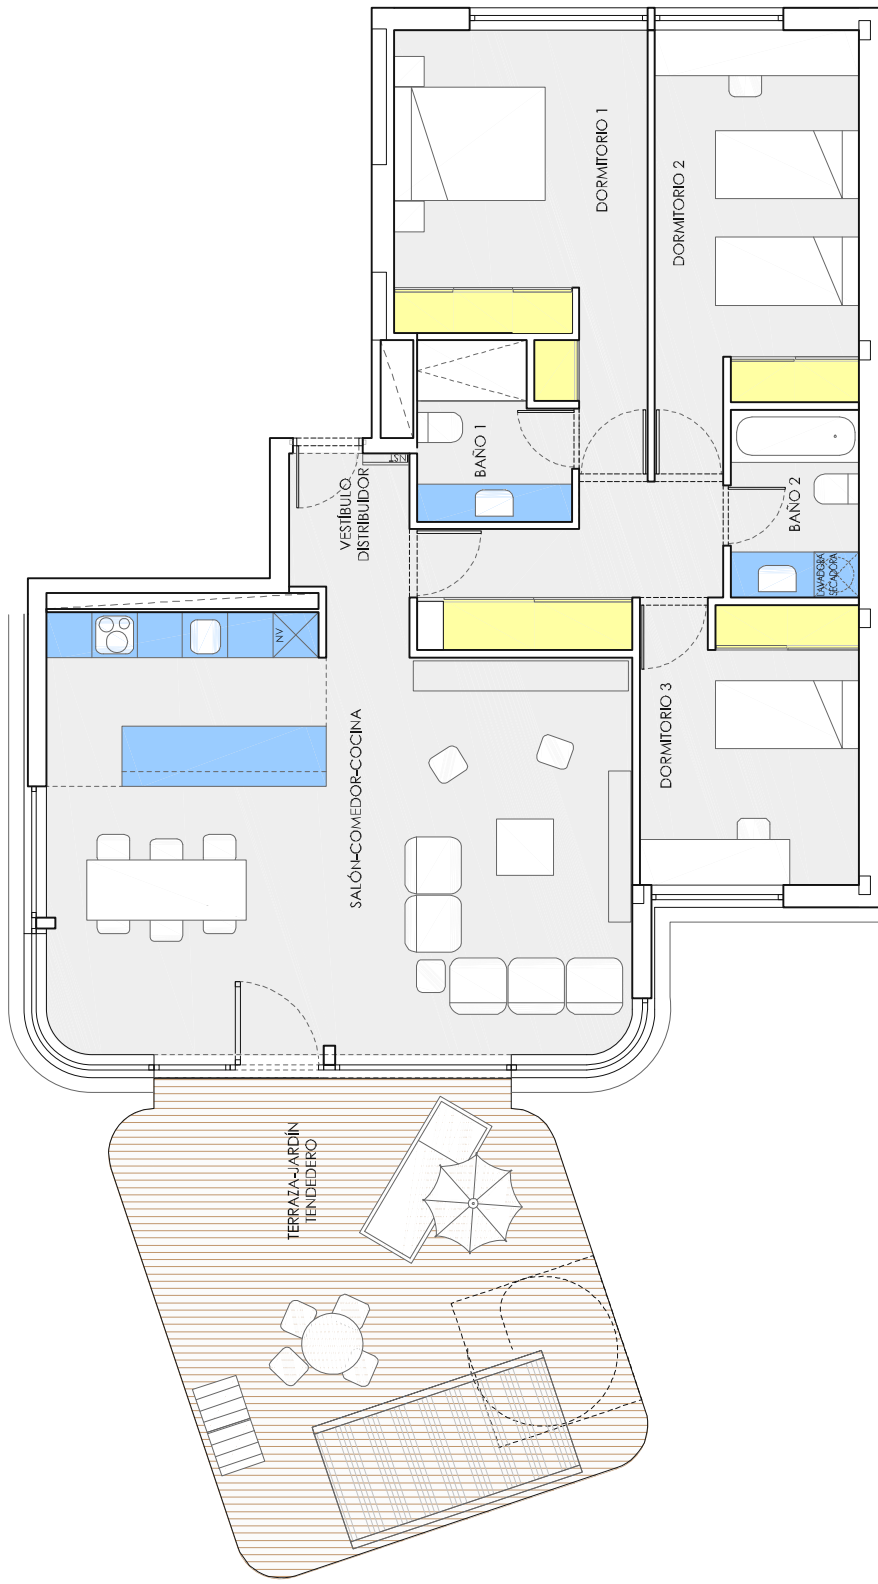 DORMITORIO 1
DORMITORIO 2
BAÑO 1
INST
VESTÍBULO
DISTRIBUIDOR
BAÑO 2
LAVADORA
SECADORA
NV
SALÓN-COMEDOR-COCINA
DORMITORIO 3
TERRAZA-JARDÍN
TENDEDERO